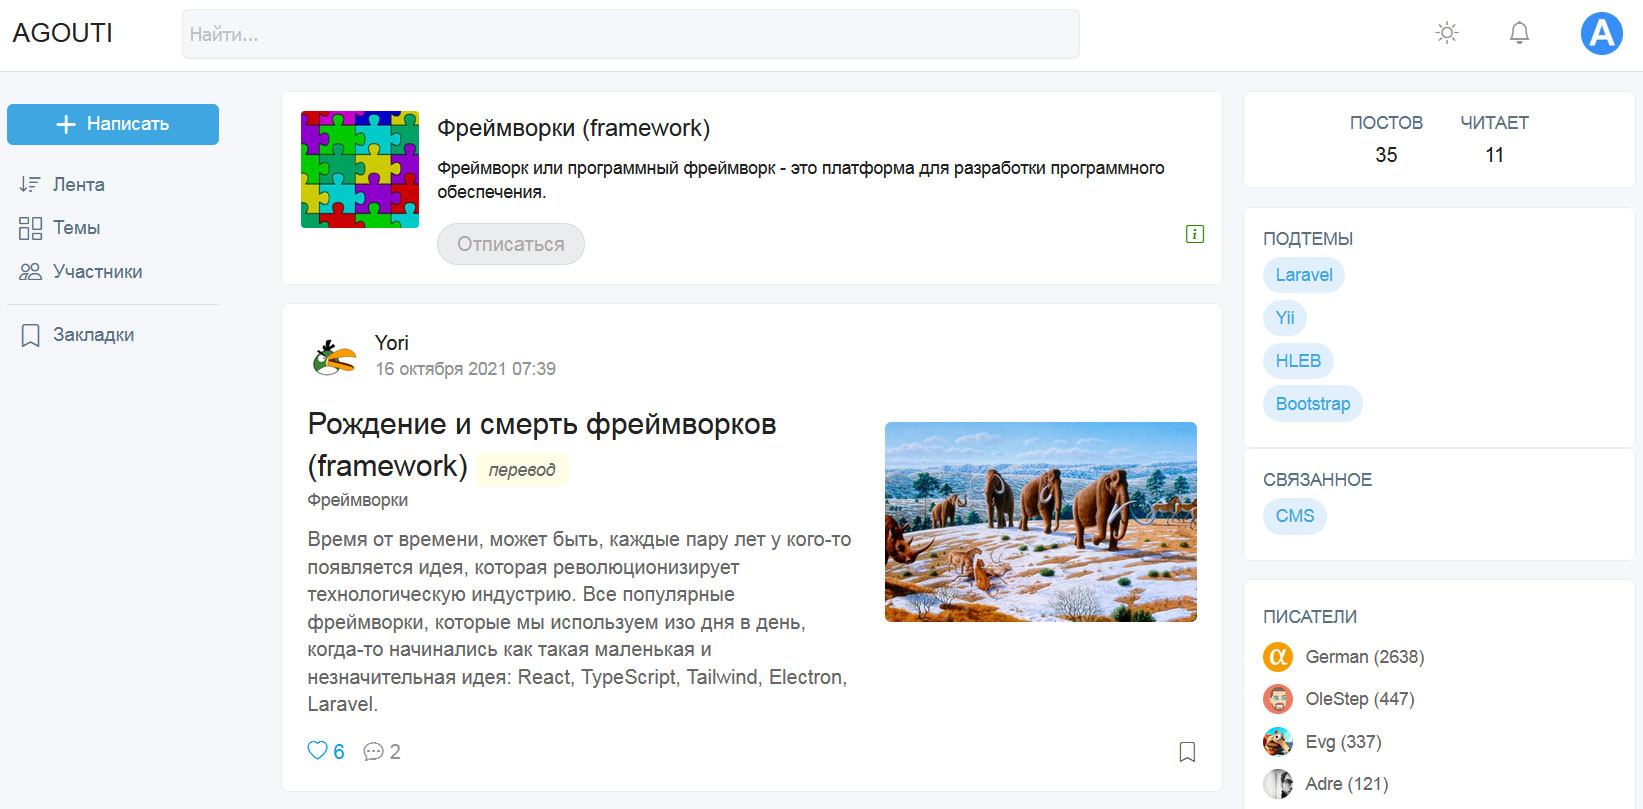 AGOUTI
Найти...
A
Написать
Лента
Темы
Участники
Закладки
Фреймворки (framework)
Фреймворк или программный фреймворк - это платформа для разработки программного
обеспечения.
Отписаться
Yori
16 октября 2021 07:39
Рождение и смерть фреймворков
(framework) перевод
Фреймворки
Время от времени, может быть, каждые пару лет у кого-то
появляется идея, которая революционизирует
технологическую индустрию. Все популярные
фреймворки, которые мы используем изо дня в день,
когда-то начинались как такая маленькая и
незначительная идея: React, TypeScript, Tailwind, Electron,
Laravel.
6 2
ПОСТОВ ЧИТАЕТ
35 11
ПОДТЕМЫ
Laravel
Yii
HLEB
Bootstrap
СВЯЗАННОЕ
CMS
ПИСАТЕЛИ
α German (2638)
OleStep (447)
Evg (337)
Adre (121)